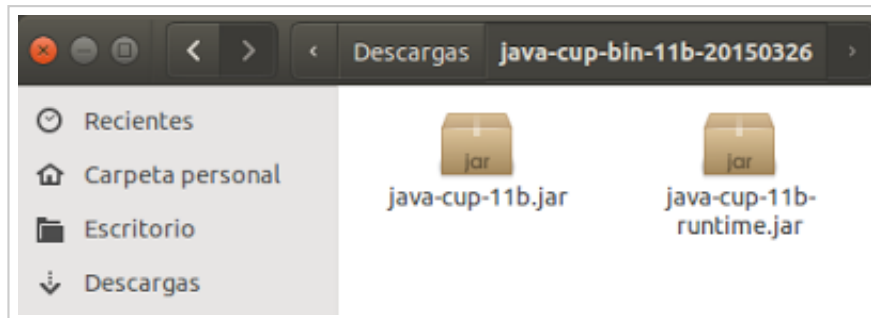 Descargas java-cup-bin-11b-20150326
Recientes
Carpeta personal
Escritorio
Descargas
jar
java-cup-11b.jar
jar
java-cup-11b-
runtime.jar